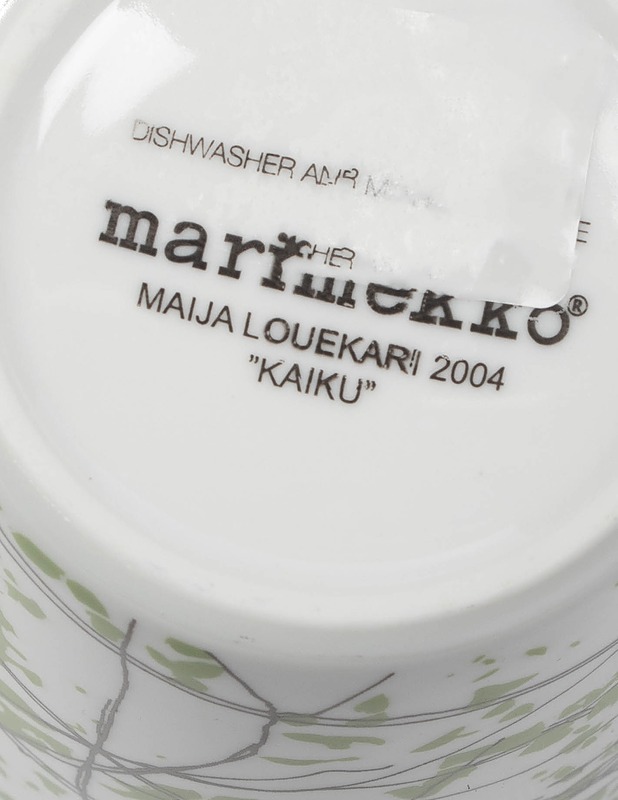 DISHWASHER AND
marimekko®
MAIJA LOUEKARI 2004
"KAIKU"